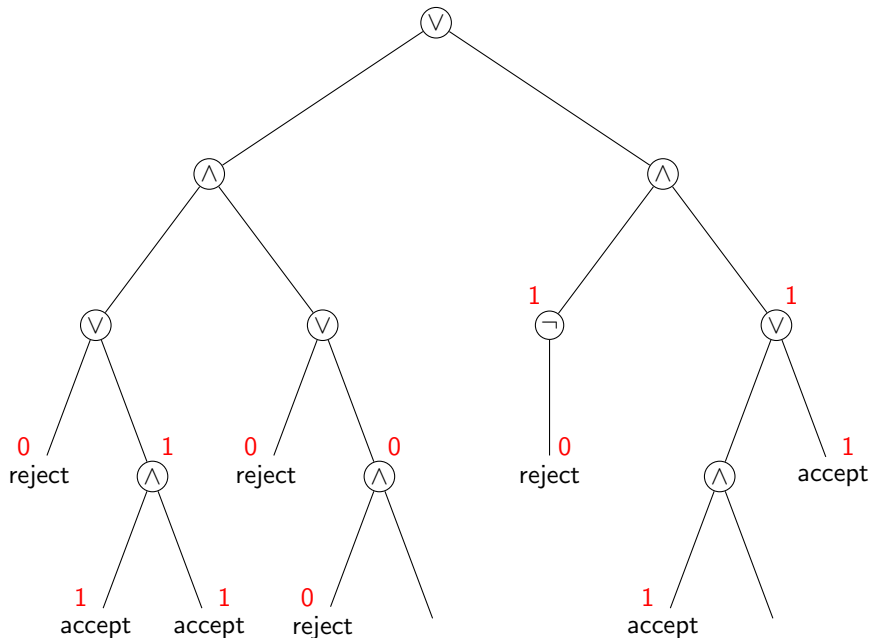 ∨
∧ ∧
1 1
∨ ∨ ¬ ∨
0 1 0 0 0 1
reject ∧ reject ∧ reject ∧ accept
1 1 0 1
accept accept reject accept